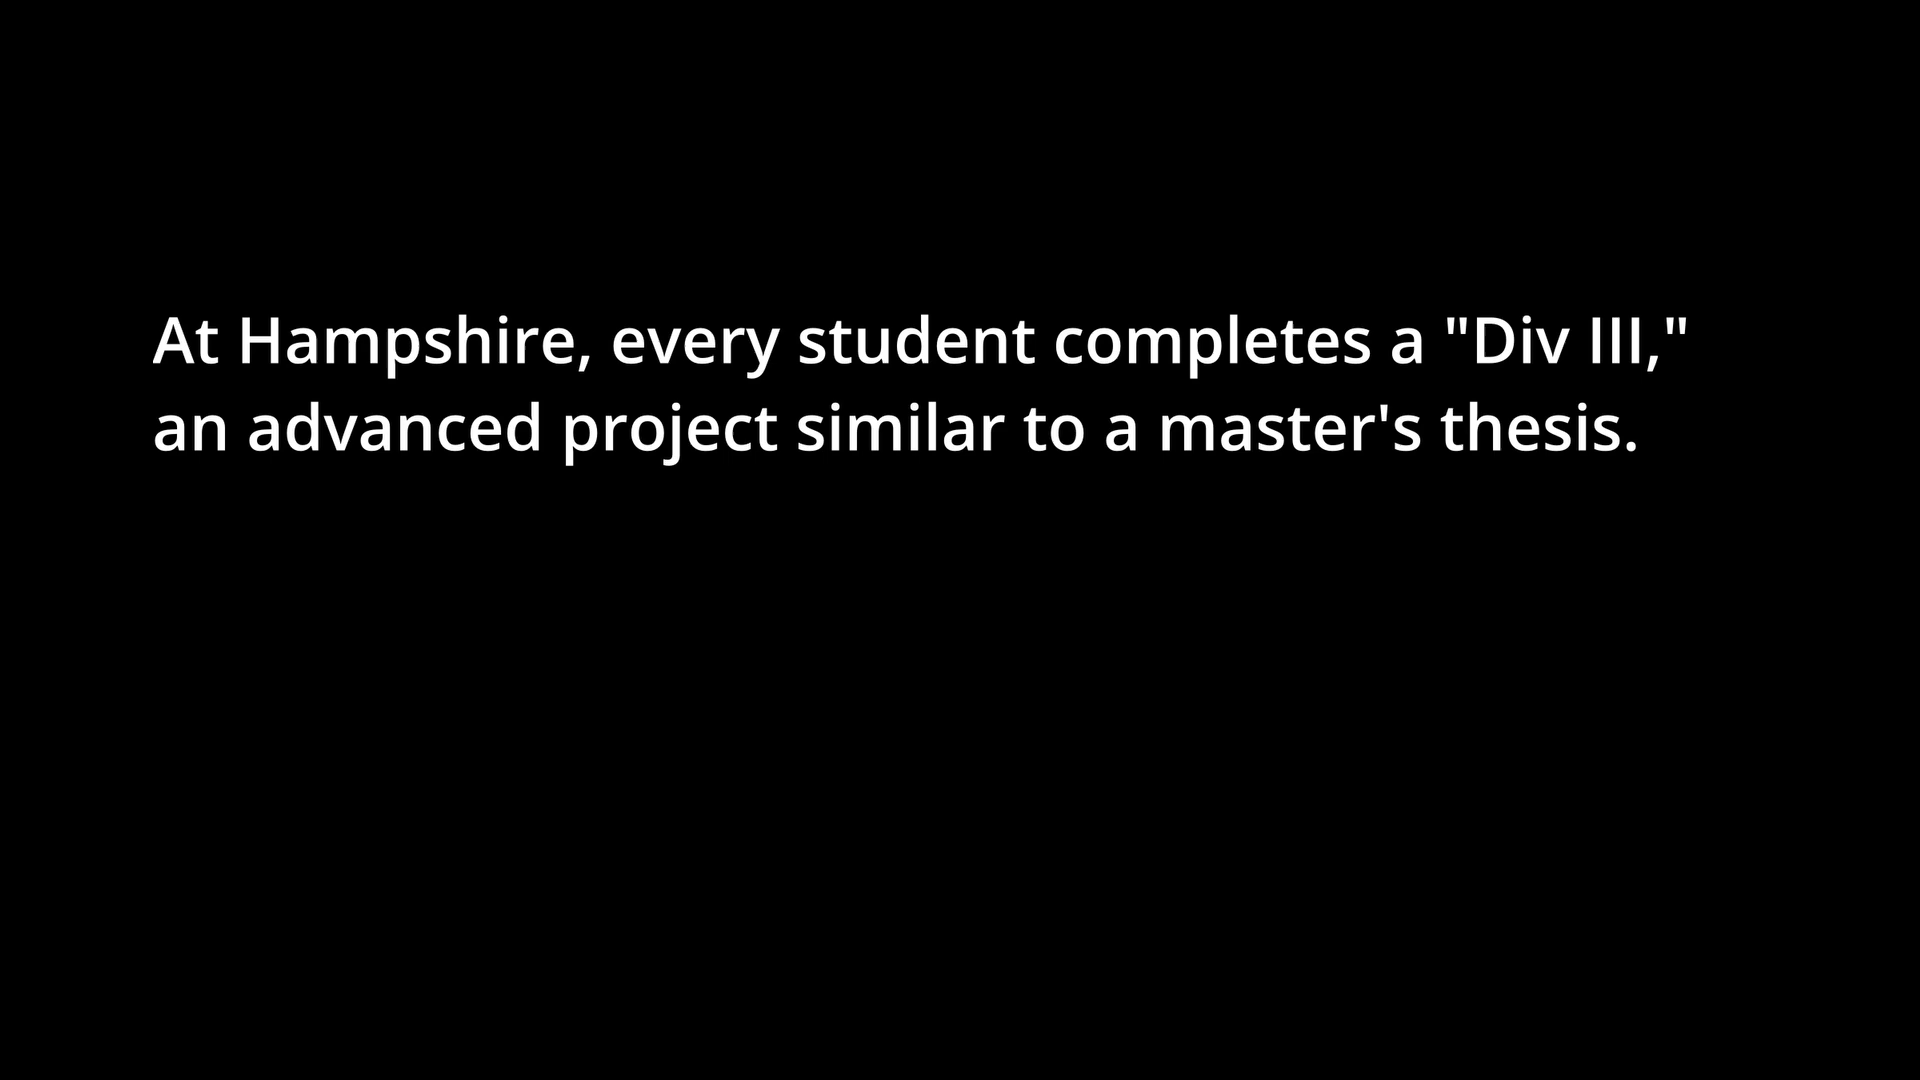 At Hampshire, every student completes a "Div III,"
an advanced project similar to a master's thesis.